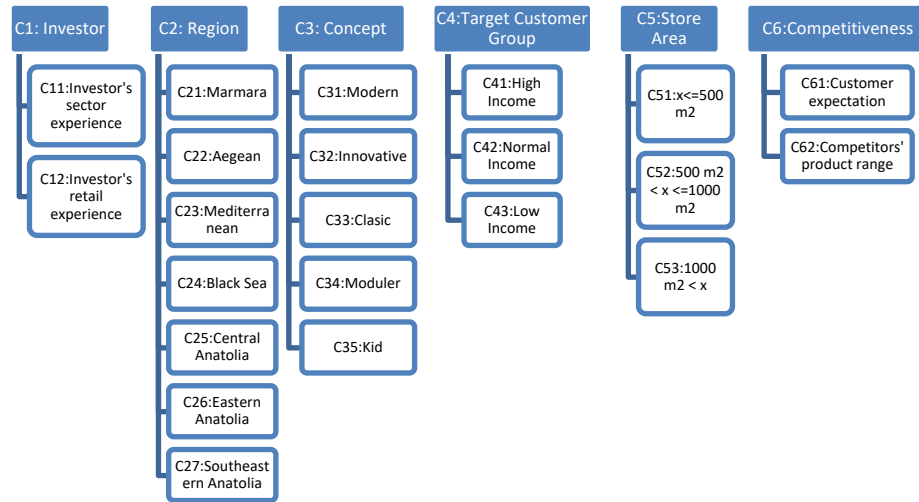 C1: Investor
C11:Investor's
sector
experience
C12:Investor's
retail
experience
C2: Region
C21:Marmara
C22:Aegean
C23:Mediterra
nean
C24:Black Sea
C25:Central
Anatolia
C26:Eastern
Anatolia
C27:Southeast
ern Anatolia
C3: Concept
C31:Modern
C32:Innovative
C33:Clasic
C34:Moduler
C35:Kid
C4:Target Customer
Group
C41:High
Income
C42:Normal
Income
C43:Low
Income
C5:Store
Area
C51:x<=500
m2
C52:500 m2
< x <=1000
m2
C53:1000
m2 < x
C6:Competitiveness
C61:Customer
expectation
C62:Competitors'
product range